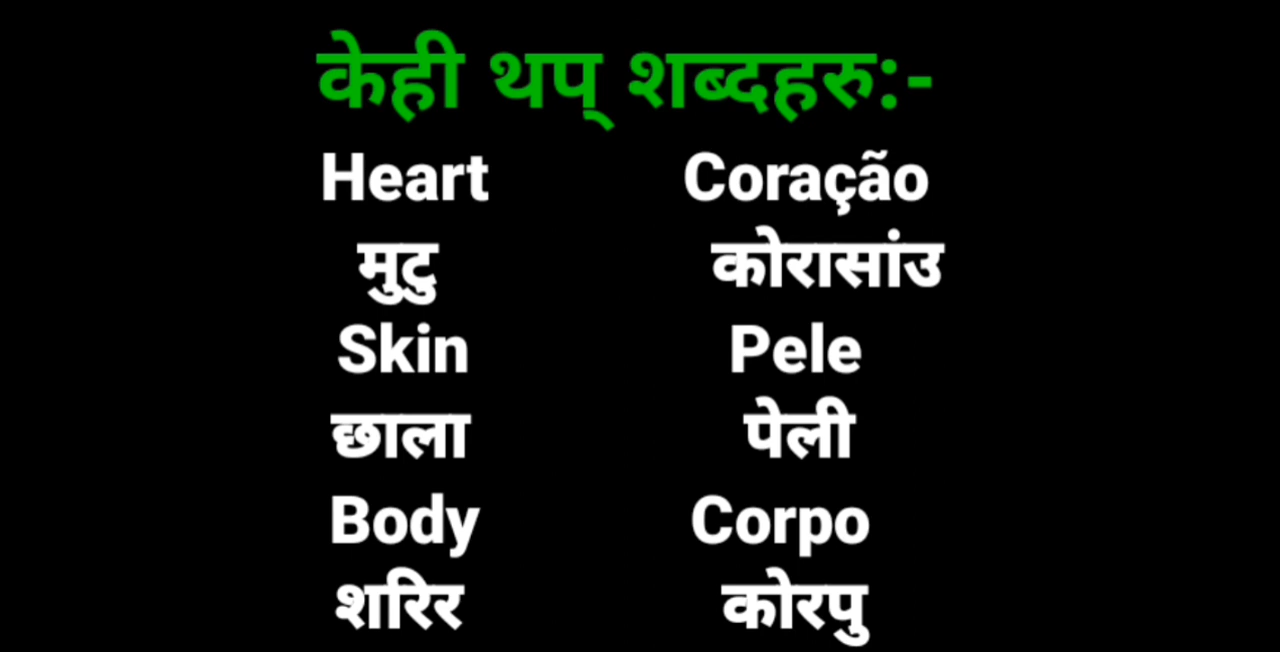 केही थप् शब्दहरु:-
Heart Coração
मुटु कोरासांउ
Skin Pele
छाला पेली
Body Corpo
शरिर कोरपु